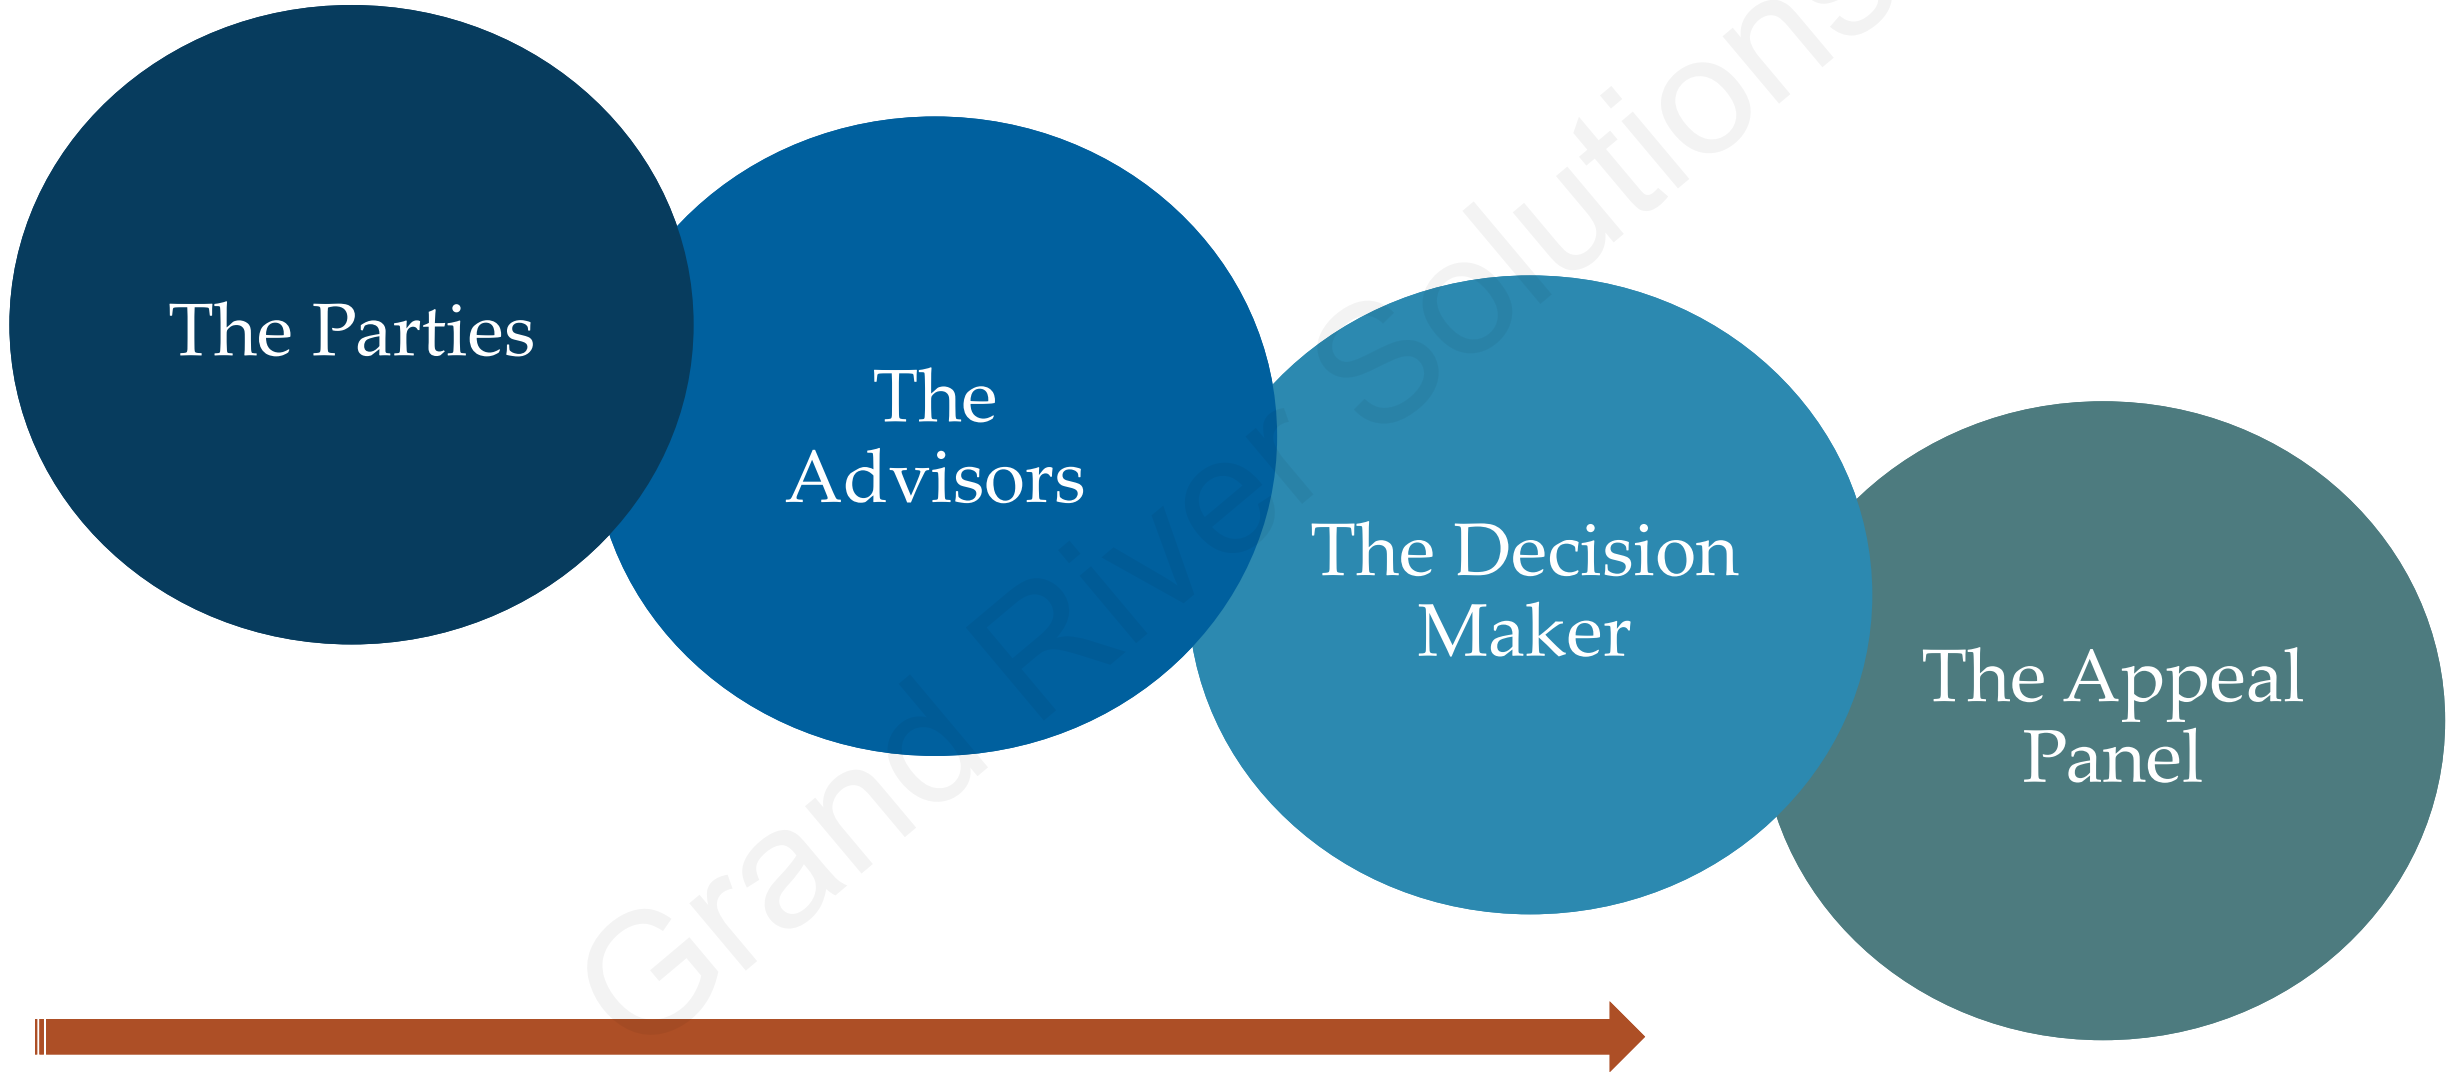 The Parties
The
Advisors
The Decision
Maker
The Appeal
Panel
Grand River Solutions